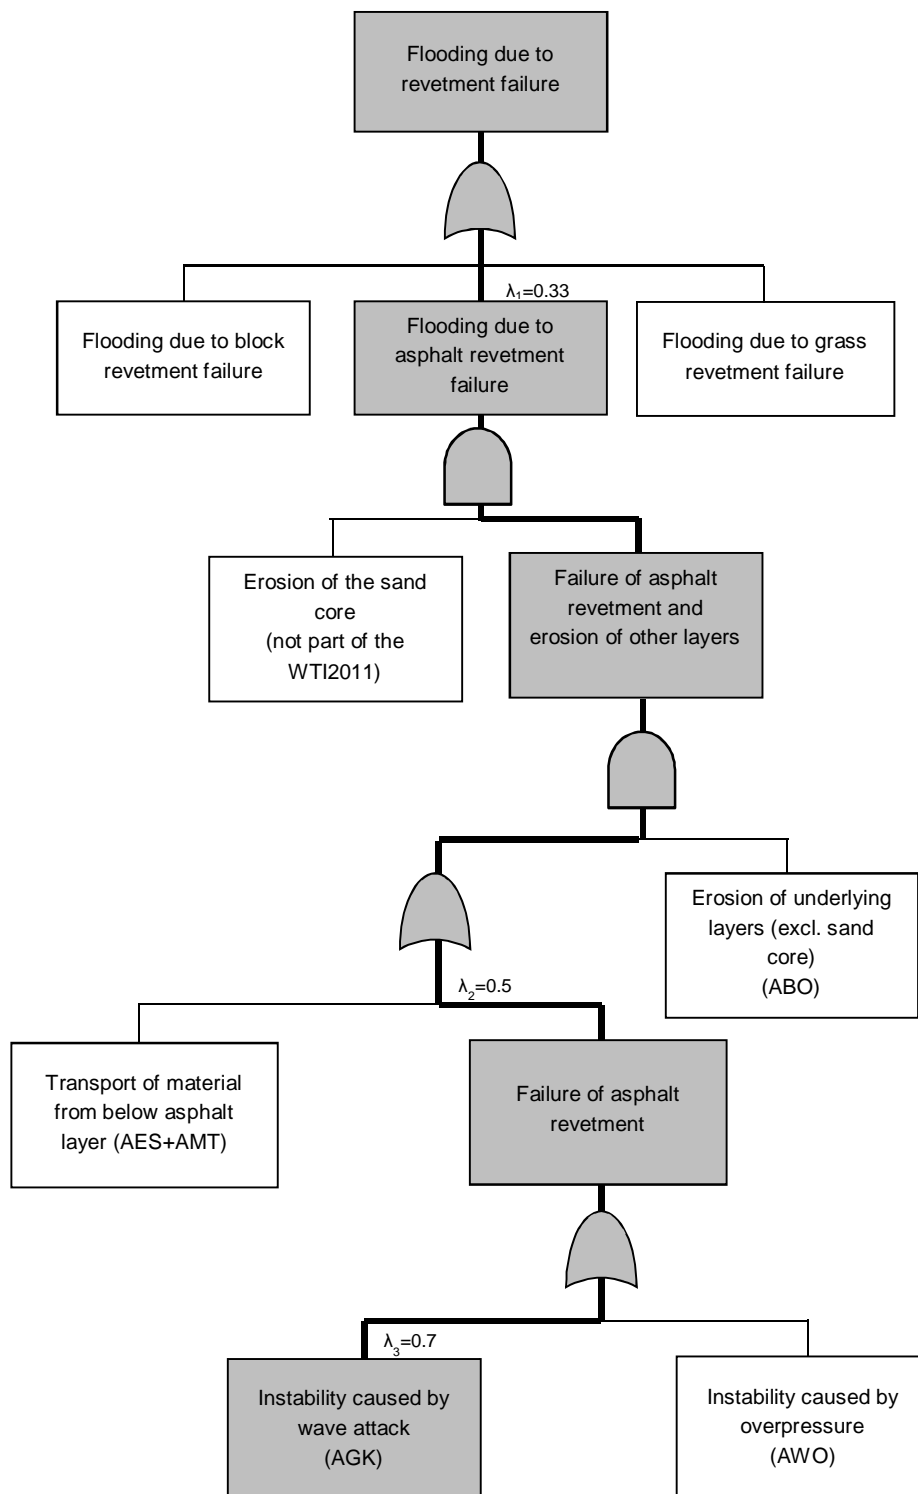 Flooding due to
revetment failure
λ₁=0.33
Flooding due to block
revetment failure
Flooding due to
asphalt revetment
failure
Flooding due to grass
revetment failure
Erosion of the sand
core
(not part of the
WTI2011)
Failure of asphalt
revetment and
erosion of other layers
Erosion of underlying
layers (excl. sand
core)
(ABO)
λ₂=0.5
Transport of material
from below asphalt
layer (AES+AMT)
Failure of asphalt
revetment
λ₃=0.7
Instability caused by
wave attack
(AGK)
Instability caused by
overpressure
(AWO)